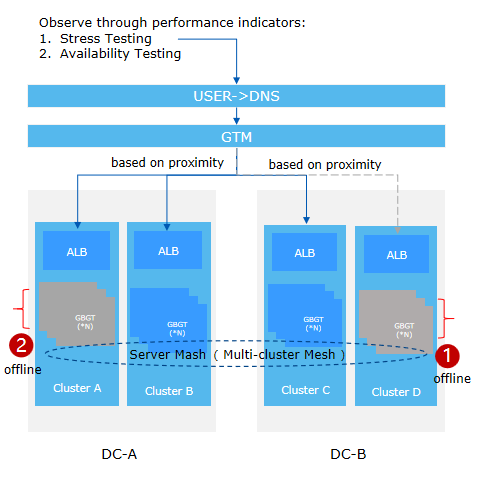 Observe through performance indicators:
1. Stress Testing
2. Availability Testing
USER->DNS
GTM
based on proximity
based on proximity
ALB
ALB
ALB
ALB
GBGT
(*N)
GBGT
(*N)
GBGT
(*N)
GBGT
(*N)
2
offline
Server Mash ( Multi-cluster Mesh )
1
offline
Cluster A
Cluster B
Cluster C
Cluster D
DC-A
DC-B